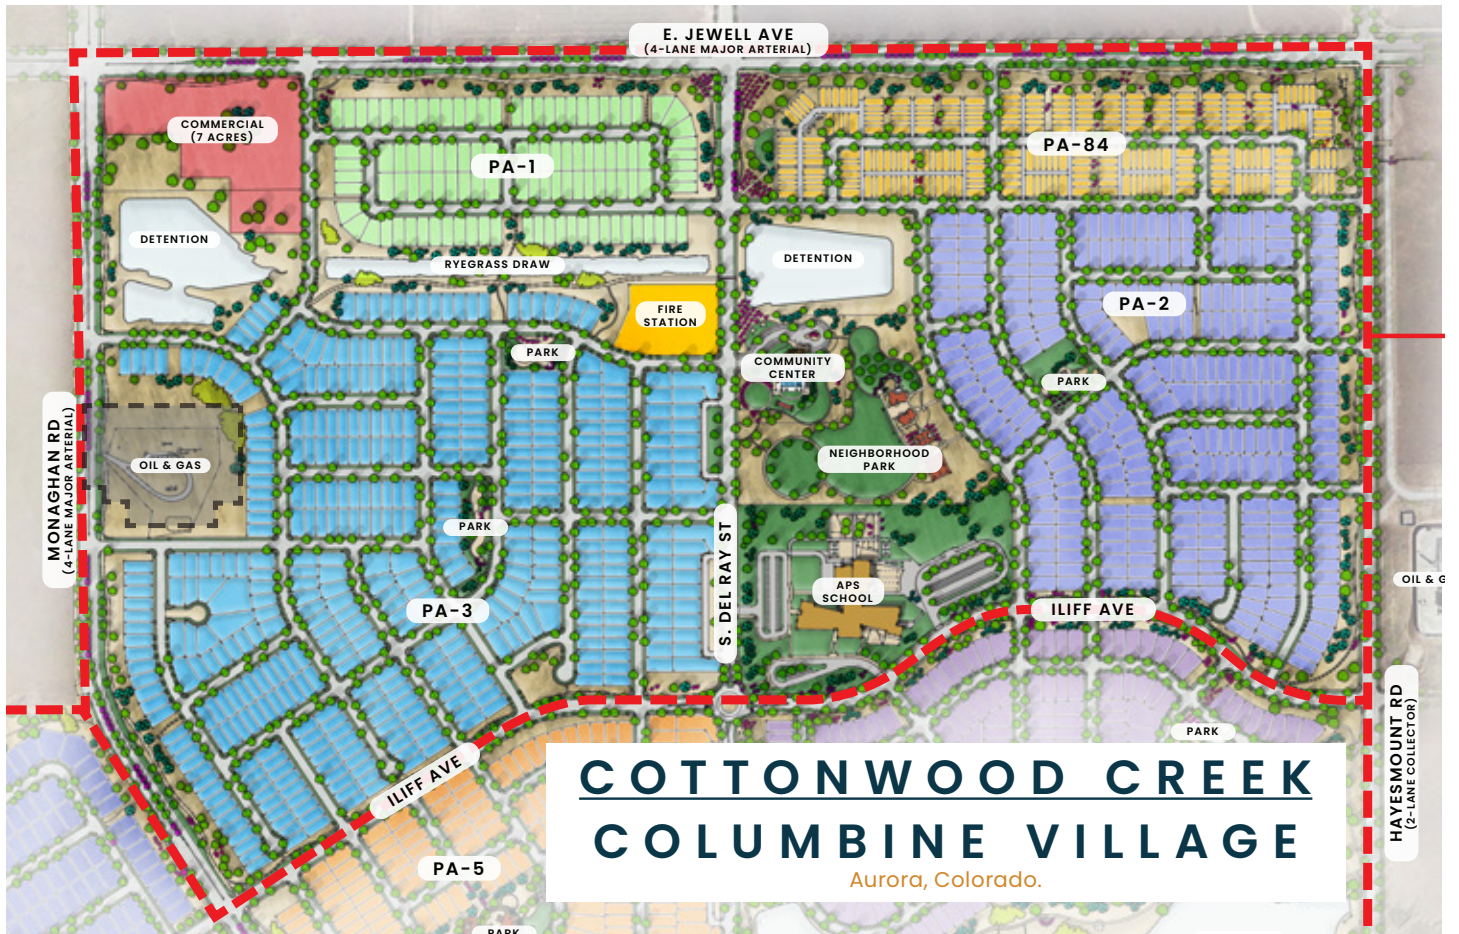 E. JEWELL AVE
(4-LANE MAJOR ARTERIAL)
COMMERCIAL
(7 ACRES)
PA-1
PA-84
DETENTION
RYEGRASS DRAW
DETENTION
FIRE
STATION
PA-2
PARK
COMMUNITY
CENTER
PARK
MONAGHAN RD
(4-LANE MAJOR ARTERIAL)
OIL & GAS
NEIGHBORHOOD
PARK
PARK
S. DEL RAY ST
APS
SCHOOL
OIL & G
PA-3
ILIFF AVE
HAYESMOUNT RD
(2-LANE COLLECTOR)
PARK
ILIFF AVE
COTTONWOOD CREEK
COLUMBINE VILLAGE
Aurora, Colorado.
PA-5
PARK